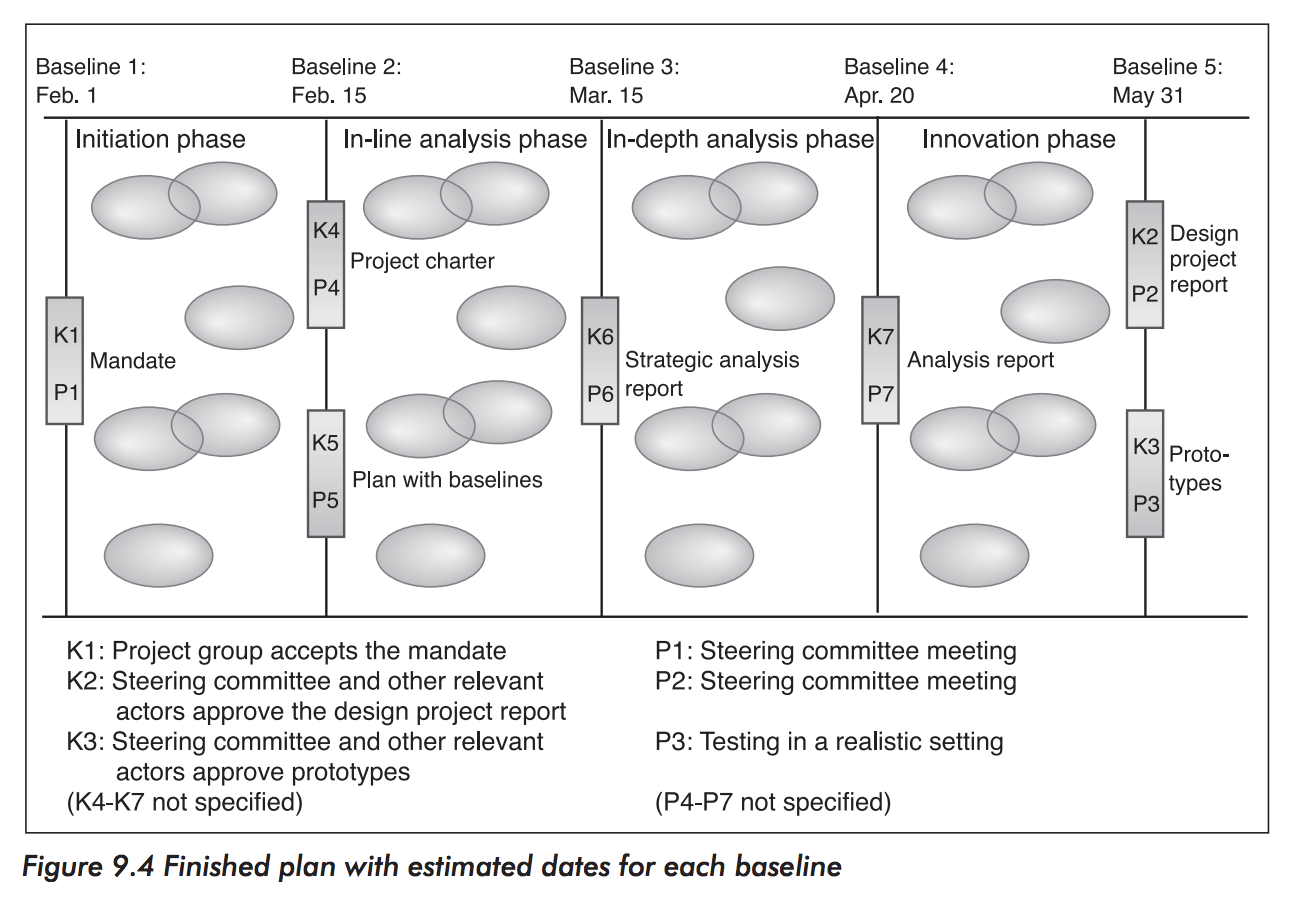 Baseline 1:
Feb. 1
Baseline 2:
Feb. 15
Baseline 3:
Mar. 15
Baseline 4:
Apr. 20
Baseline 5:
May 31
Initiation phase
In-line analysis phase
In-depth analysis phase
Innovation phase
K1
P1
Mandate
K4
P4
Project charter
K5
P5
Plan with baselines
K6
P6
Strategic analysis
report
K7
P7
Analysis report
K2
P2
Design
project
report
K3
P3
Proto-
types
K1: Project group accepts the mandate
K2: Steering committee and other relevant
actors approve the design project report
K3: Steering committee and other relevant
actors approve prototypes
(K4-K7 not specified)
P1: Steering committee meeting
P2: Steering committee meeting
P3: Testing in a realistic setting
(P4-P7 not specified)
Figure 9.4 Finished plan with estimated dates for each baseline